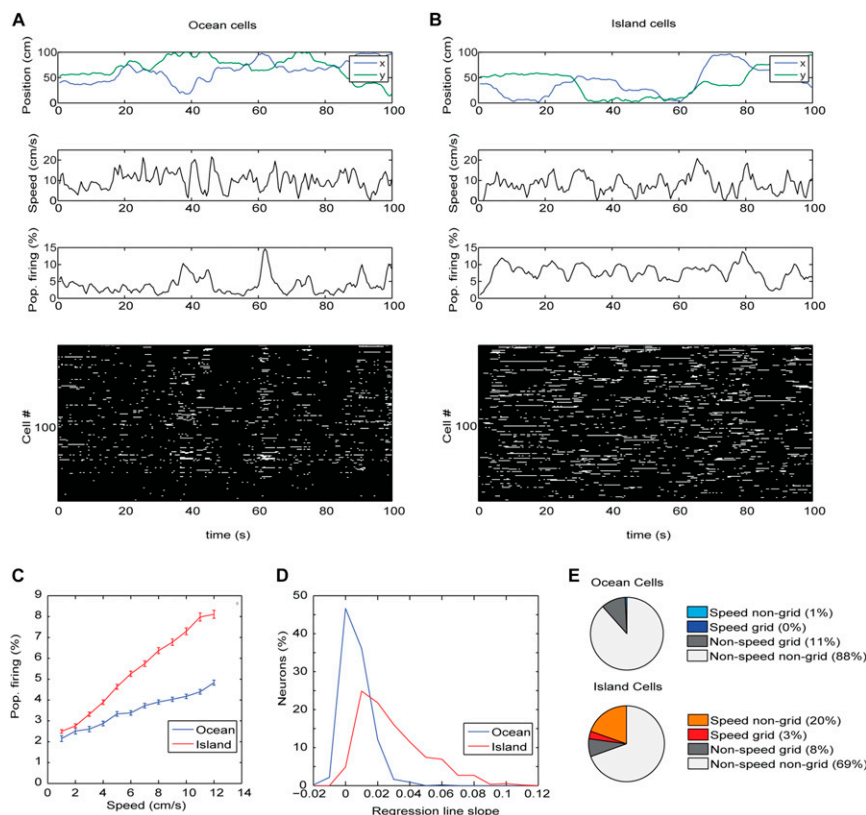 A
Ocean cells
Position (cm)
100
50
0
x
y
0 20 40 60 80 100
Speed (cm/s)
20
10
0
0 20 40 60 80 100
Pop. firing (%)
15
10
5
0
0 20 40 60 80 100
Cell #
100
0 20 40 60 80 100
time (s)
B
Island cells
Position (cm)
100
50
0
x
y
0 20 40 60 80 100
Speed (cm/s)
20
10
0
0 20 40 60 80 100
Pop. firing (%)
15
10
5
0
0 20 40 60 80 100
Cell #
100
0 20 40 60 80 100
time (s)
C
Pop. firing (%)
9
8
7
6
5
4
3
2
1
0
Ocean
Island
0 2 4 6 8 10 12 14
Speed (cm/s)
D
Neurons (%)
50
45
40
35
30
25
20
15
10
5
0
Ocean
Island
−0.02 0 0.02 0.04 0.06 0.08 0.10 0.12
Regression line slope
E
Ocean Cells
Speed non-grid (1%)
Speed grid (0%)
Non-speed grid (11%)
Non-speed non-grid (88%)
Island Cells
Speed non-grid (20%)
Speed grid (3%)
Non-speed grid (8%)
Non-speed non-grid (69%)